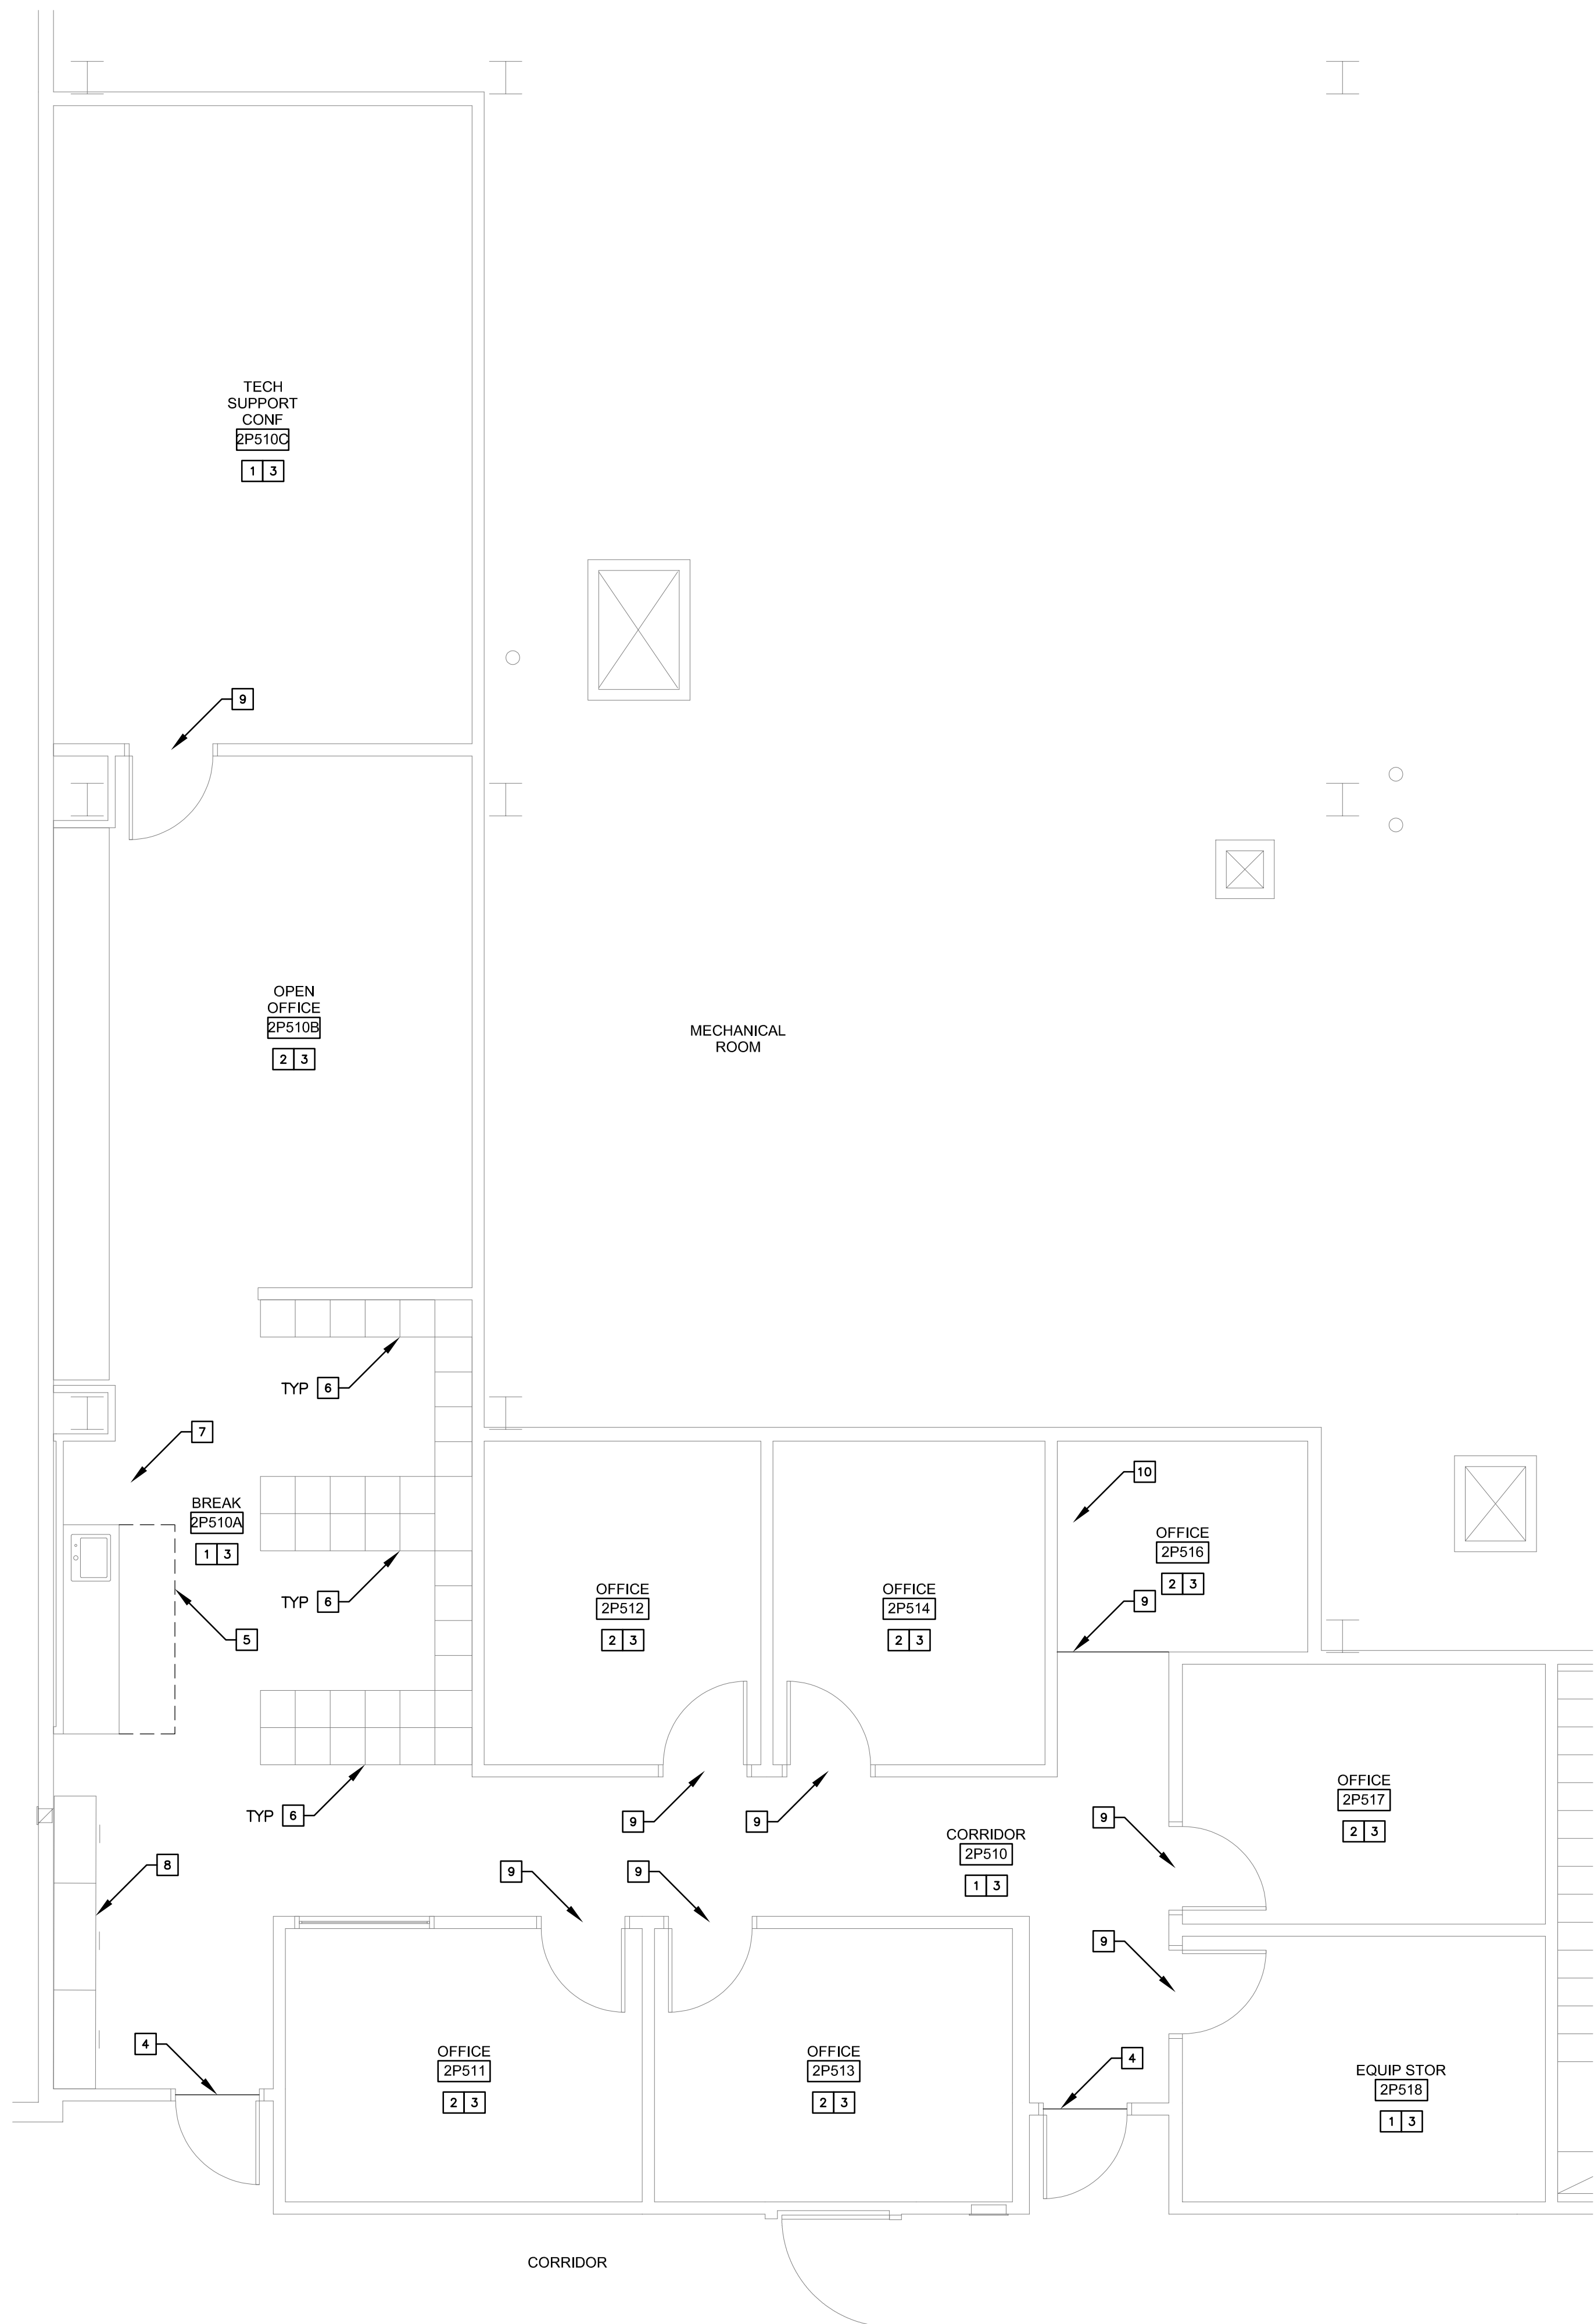 TECH
SUPPORT
CONF
2P510C
1 3
9
OPEN
OFFICE
2P510B
2 3
MECHANICAL
ROOM
TYP 6
7
BREAK
2P510A
1 3
TYP 6
5
OFFICE
2P512
2 3
OFFICE
2P514
2 3
10
OFFICE
2P516
2 3
9
TYP 6
9
9
8
9
9
CORRIDOR
2P510
1 3
9
OFFICE
2P517
2 3
9
4
OFFICE
2P511
2 3
OFFICE
2P513
2 3
4
EQUIP STOR
2P518
1 3
CORRIDOR